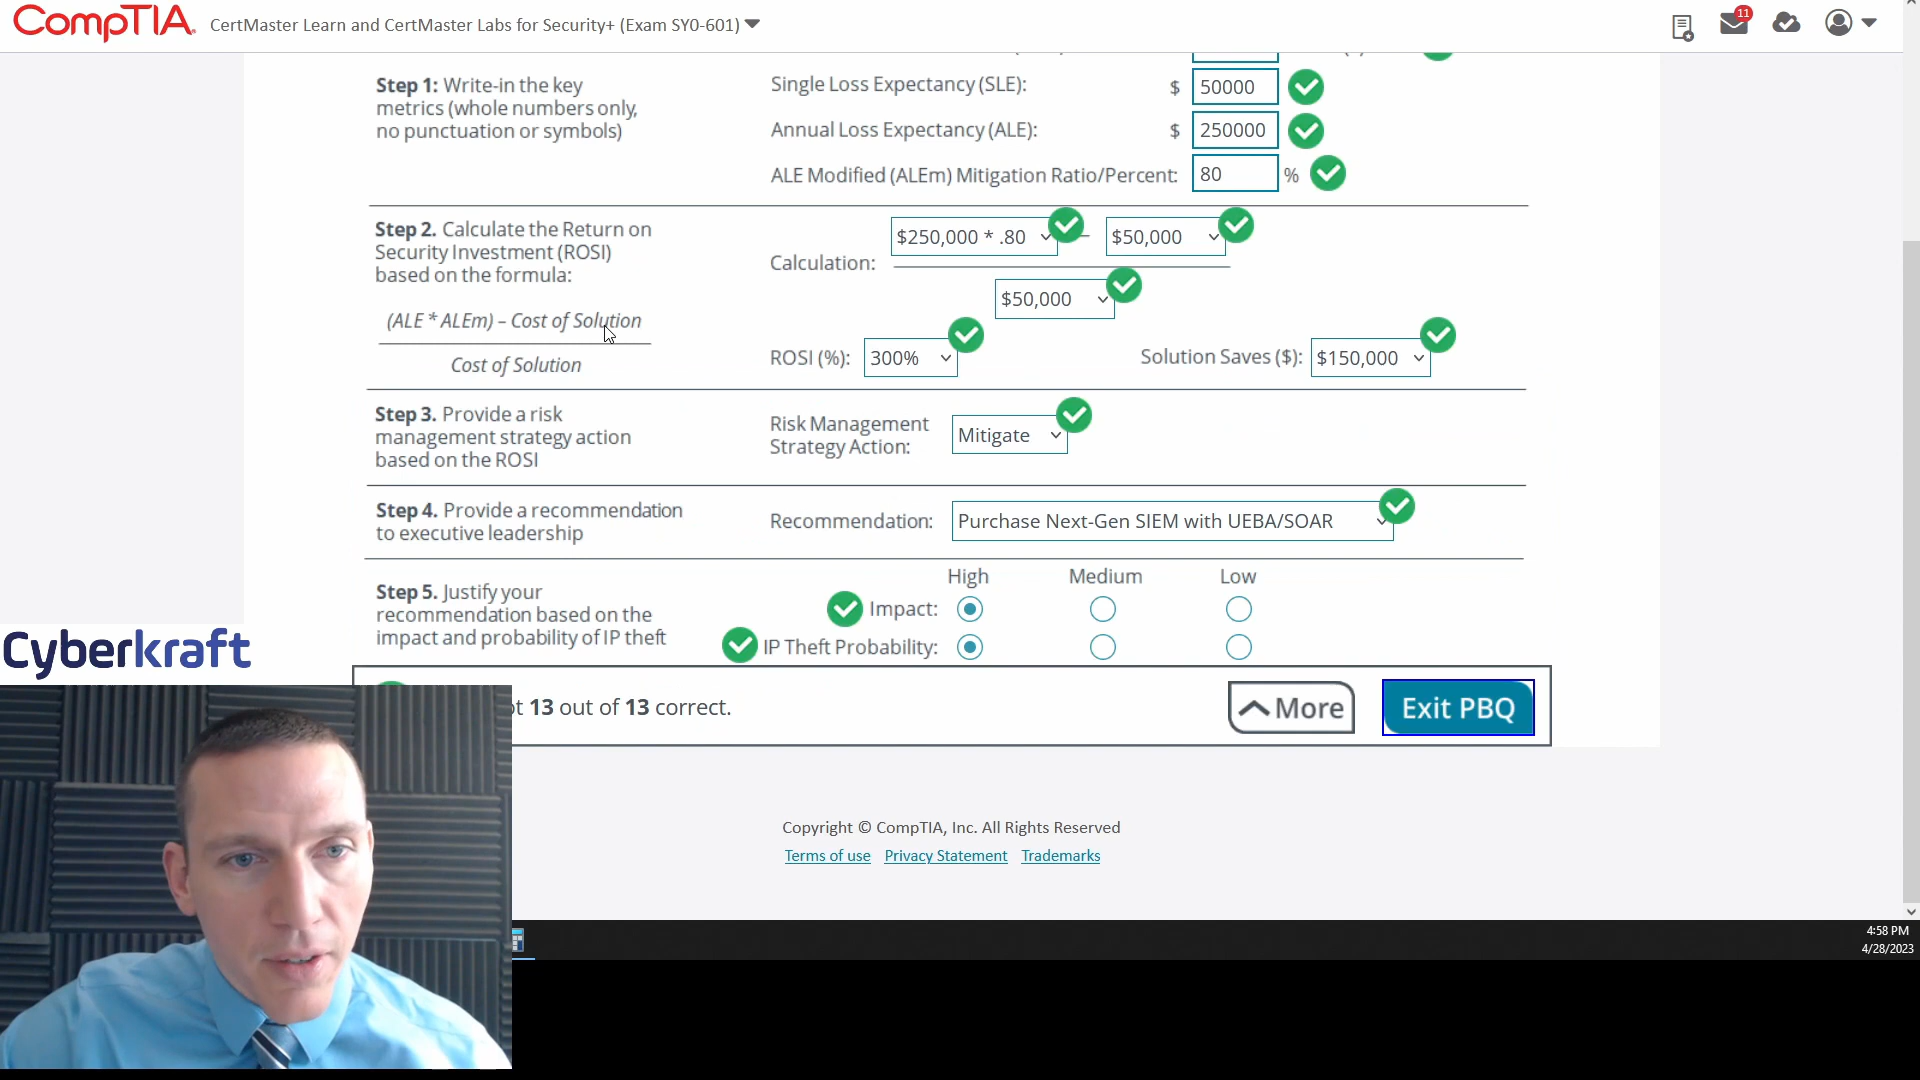 CompTIA.
CertMaster Learn and CertMaster Labs for Security+ (Exam SY0-601)
11
Step 1: Write-in the key
metrics (whole numbers only,
no punctuation or symbols)
Single Loss Expectancy (SLE):
$ 50000
Annual Loss Expectancy (ALE):
$ 250000
ALE Modified (ALEm) Mitigation Ratio/Percent:
80 %
Step 2. Calculate the Return on
Security Investment (ROSI)
based on the formula:
(ALE * ALEm) – Cost of Solution
Cost of Solution
Calculation:
$250,000 * .80 – $50,000
$50,000
ROSI (%): 300%
Solution Saves ($): $150,000
Step 3. Provide a risk
management strategy action
based on the ROSI
Risk Management
Strategy Action:
Mitigate
Step 4. Provide a recommendation
to executive leadership
Recommendation: Purchase Next-Gen SIEM with UEBA/SOAR
Step 5. Justify your
recommendation based on the
impact and probability of IP theft
High Medium Low
Impact:
IP Theft Probability:
Cyberkraft
13 out of 13 correct.
More
Exit PBQ
Copyright © CompTIA, Inc. All Rights Reserved
Terms of use Privacy Statement Trademarks
4:58 PM
4/28/2023